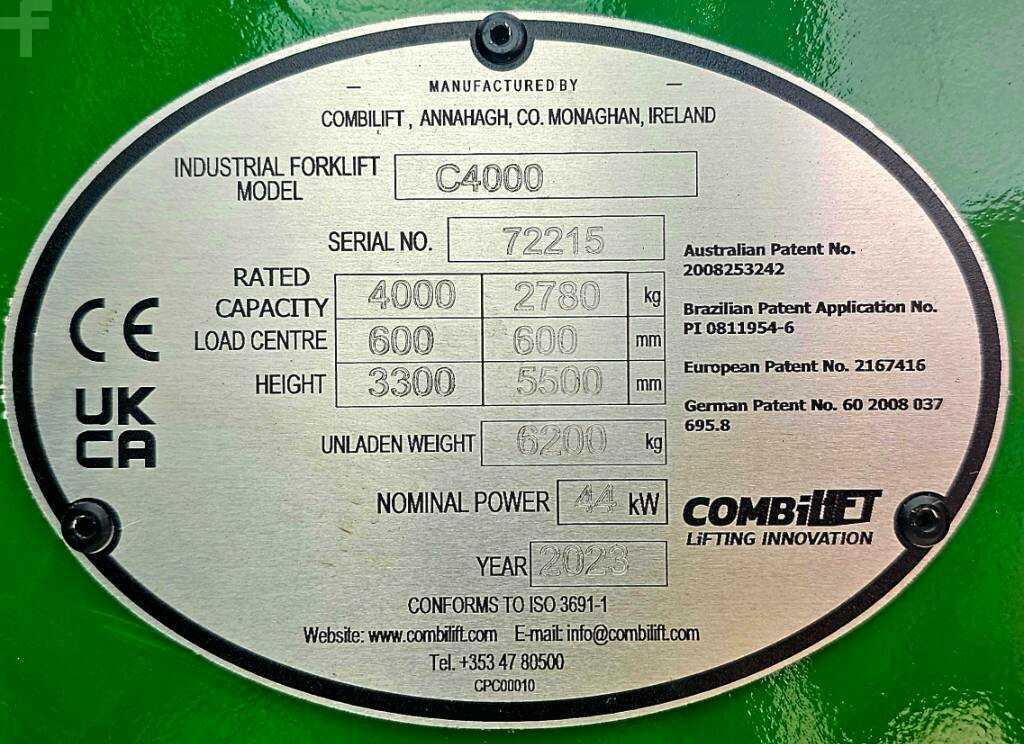 MANUFACTURED BY
COMBILIFT, ANNAHAGH, CO. MONAGHAN, IRELAND
INDUSTRIAL FORKLIFT
MODEL C4000
SERIAL NO. 72215
RATED
CAPACITY 4000 2780 kg
LOAD CENTRE 600 600 mm
HEIGHT 3300 5500 mm
UNLADEN WEIGHT 6200 kg
NOMINAL POWER 44 kW
YEAR 2023
CE
UK
CA
Australian Patent No.
2008253242
Brazilian Patent Application No.
PI 0811954-6
European Patent No. 2167416
German Patent No. 60 2008 037
695.8
COMBiLIFT
LiFTING INNOVATION
CONFORMS TO ISO 3691-1
Website: www.combilift.com E-mail: info@combilift.com
Tel. +353 47 80500
CPC00010